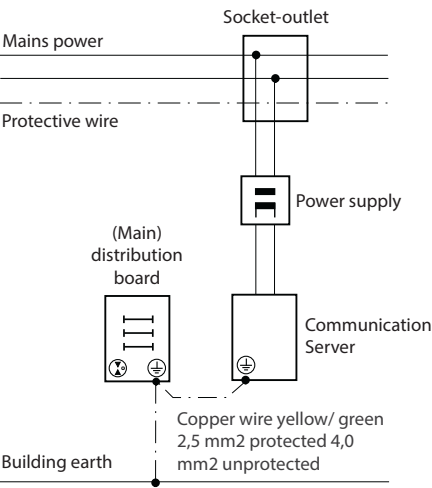 Socket-outlet
Mains power
Protective wire
Power supply
(Main)
distribution
board
Communication
Server
Copper wire yellow/ green
2,5 mm2 protected 4,0
mm2 unprotected
Building earth